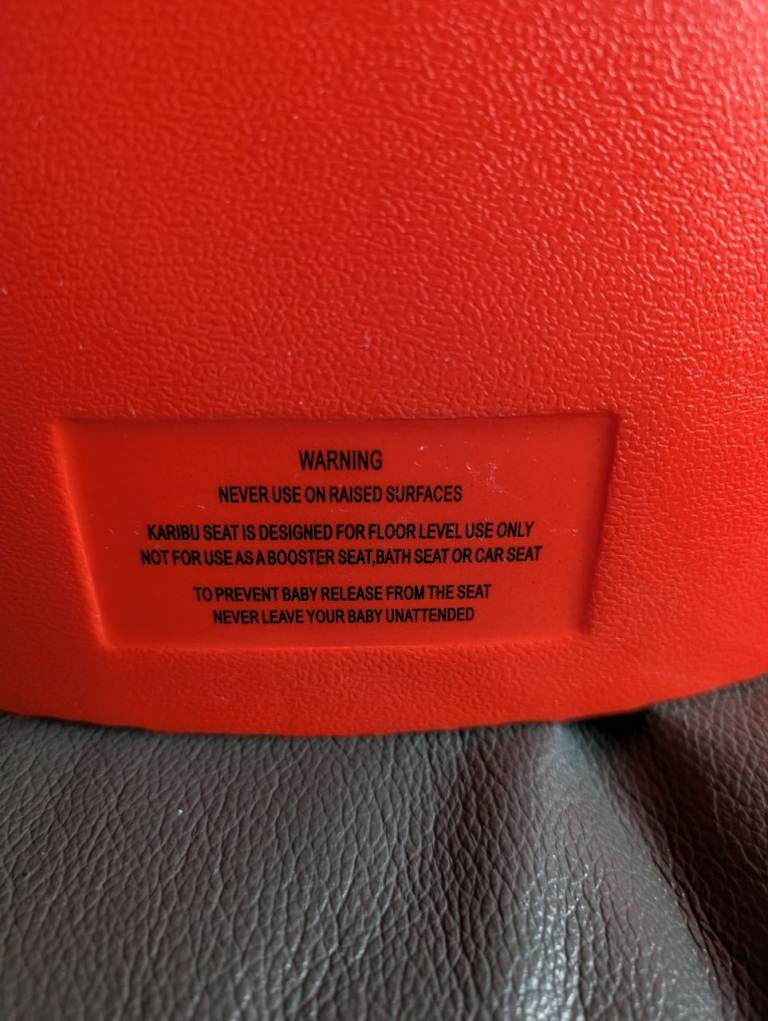 WARNING
NEVER USE ON RAISED SURFACES
KARIBU SEAT IS DESIGNED FOR FLOOR LEVEL USE ONLY
NOT FOR USE AS A BOOSTER SEAT,BATH SEAT OR CAR SEAT
TO PREVENT BABY RELEASE FROM THE SEAT
NEVER LEAVE YOUR BABY UNATTENDED